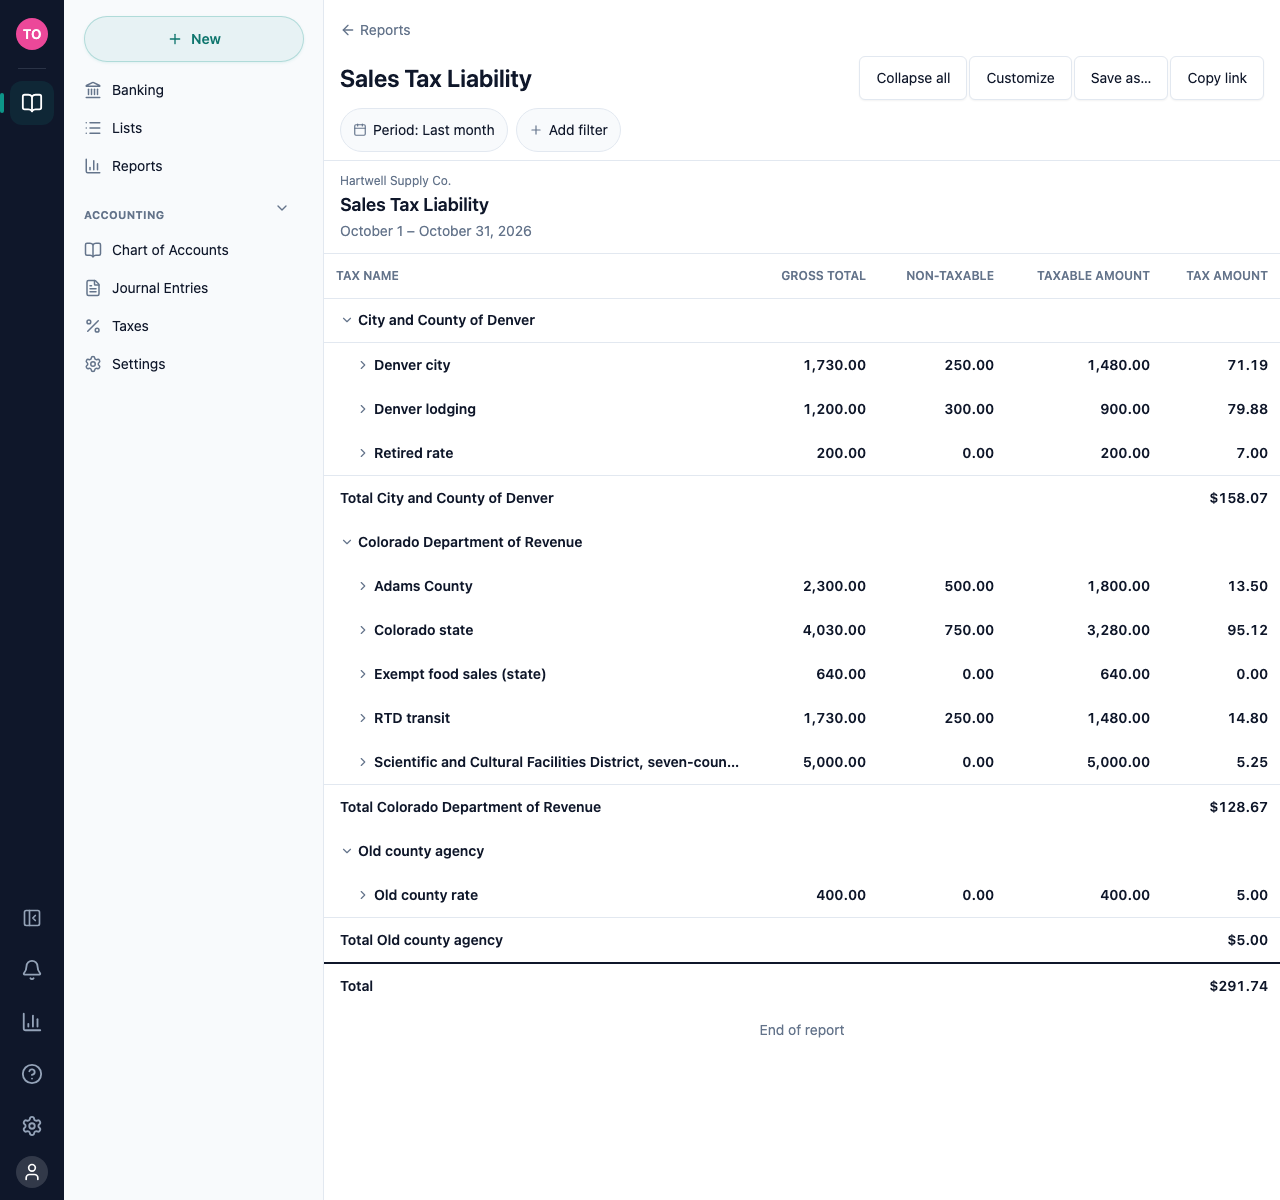 TO
New
Banking
Lists
Reports
ACCOUNTING
Chart of Accounts
Journal Entries
Taxes
Settings
Reports
Sales Tax Liability
Collapse all
Customize
Save as...
Copy link
Period: Last month
Add filter
Hartwell Supply Co.
Sales Tax Liability
October 1 – October 31, 2026
TAX NAME GROSS TOTAL NON-TAXABLE TAXABLE AMOUNT TAX AMOUNT
City and County of Denver
Denver city 1,730.00 250.00 1,480.00 71.19
Denver lodging 1,200.00 300.00 900.00 79.88
Retired rate 200.00 0.00 200.00 7.00
Total City and County of Denver $158.07
Colorado Department of Revenue
Adams County 2,300.00 500.00 1,800.00 13.50
Colorado state 4,030.00 750.00 3,280.00 95.12
Exempt food sales (state) 640.00 0.00 640.00 0.00
RTD transit 1,730.00 250.00 1,480.00 14.80
Scientific and Cultural Facilities District, seven-coun... 5,000.00 0.00 5,000.00 5.25
Total Colorado Department of Revenue $128.67
Old county agency
Old county rate 400.00 0.00 400.00 5.00
Total Old county agency $5.00
Total $291.74
End of report